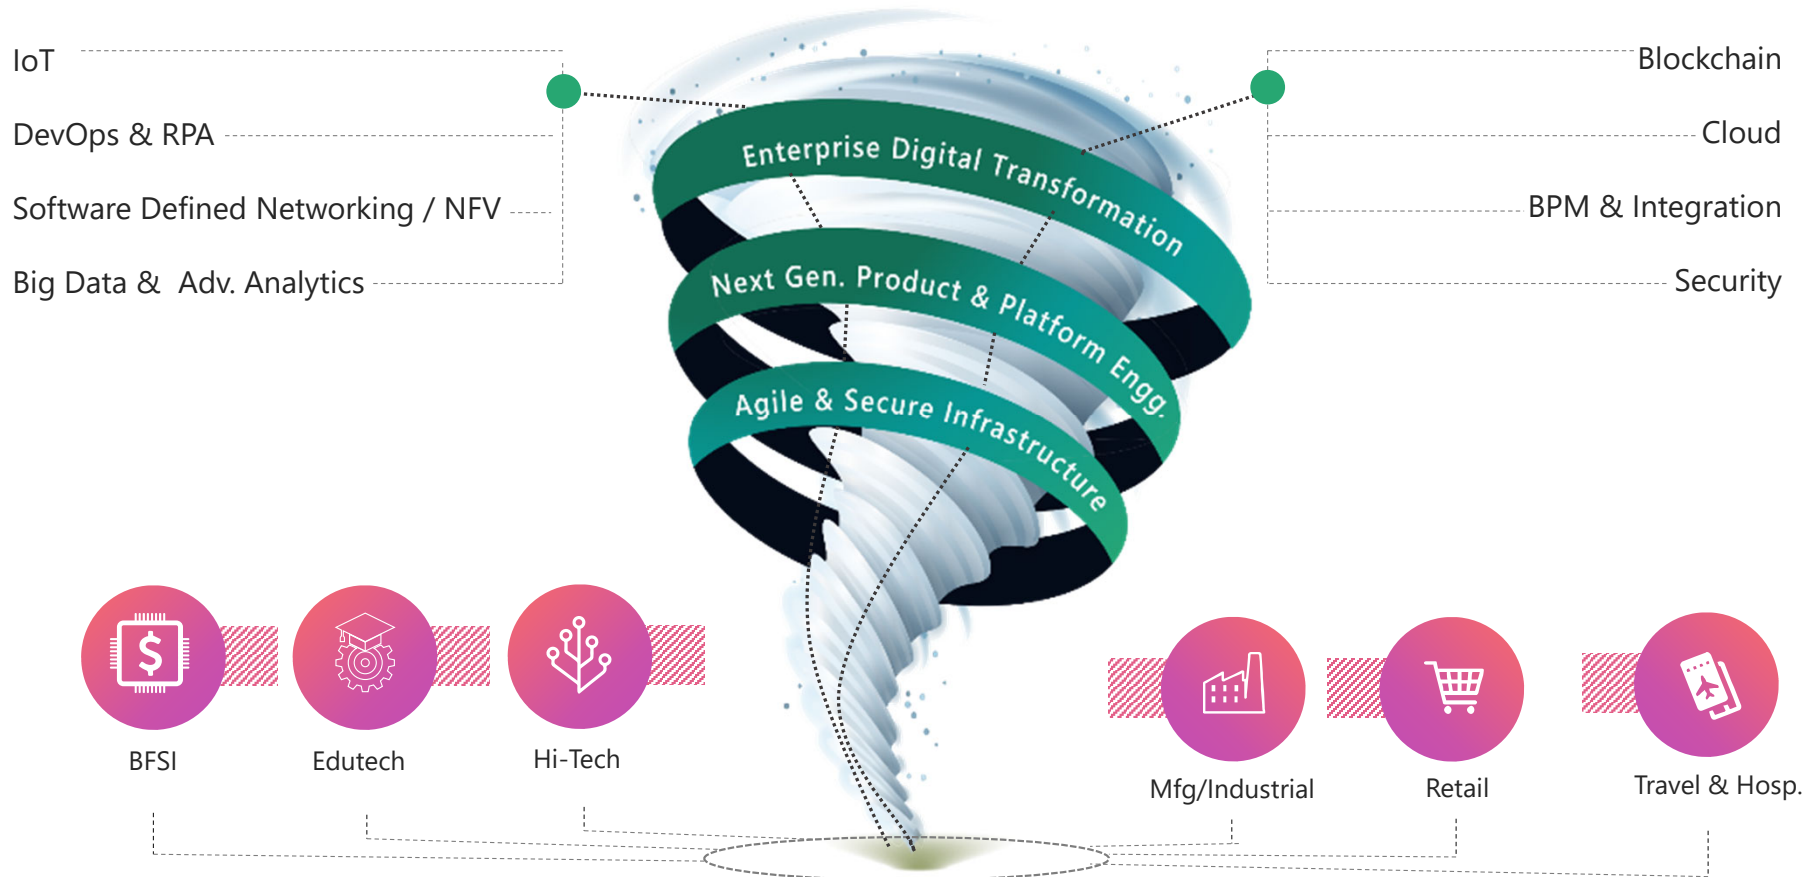 IoT
DevOps & RPA
Software Defined Networking / NFV
Big Data & Adv. Analytics
Blockchain
Cloud
BPM & Integration
Security
Enterprise Digital Transformation
Next Gen. Product & Platform Engg.
Agile & Secure Infrastructure
$
BFSI
Edutech
Hi-Tech
Mfg/Industrial
Retail
Travel & Hosp.